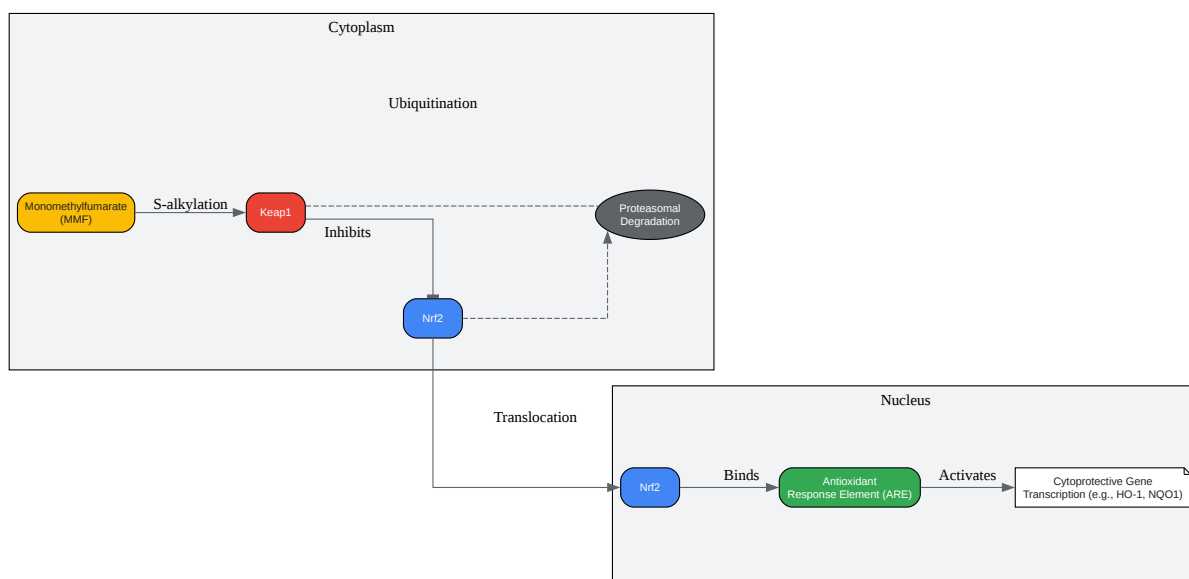 Cytoplasm
Ubiquitination
Monomethylfumarate
(MMF)
S-alkylation
Keap1
Inhibits
Proteasomal
Degradation
Nrf2
Translocation
Nucleus
Nrf2
Binds
Antioxidant
Response Element (ARE)
Activates
Cytoprotective Gene
Transcription (e.g., HO-1, NQO1)